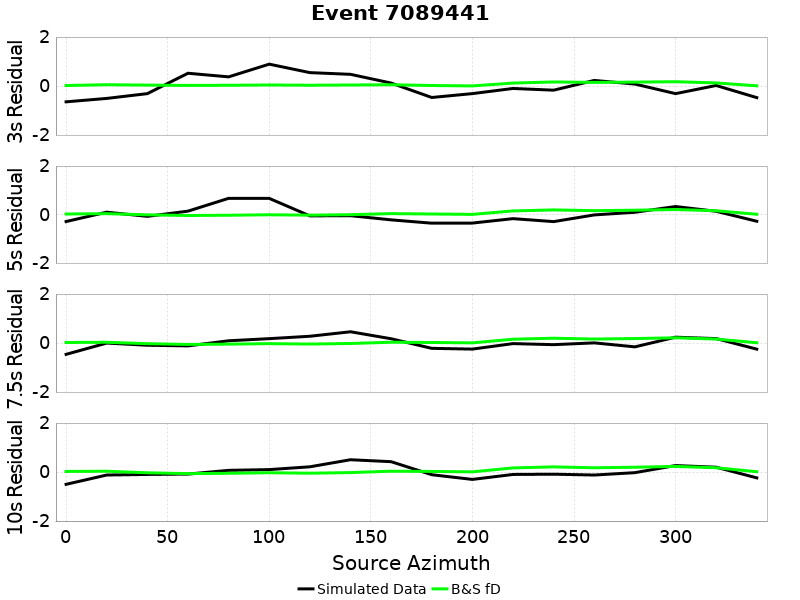 Event 7089441
3s Residual
2
0
-2
5s Residual
2
0
-2
7.5s Residual
2
0
-2
10s Residual
2
0
-2
0 50 100 150 200 250 300
Source Azimuth
Simulated Data B&S fD